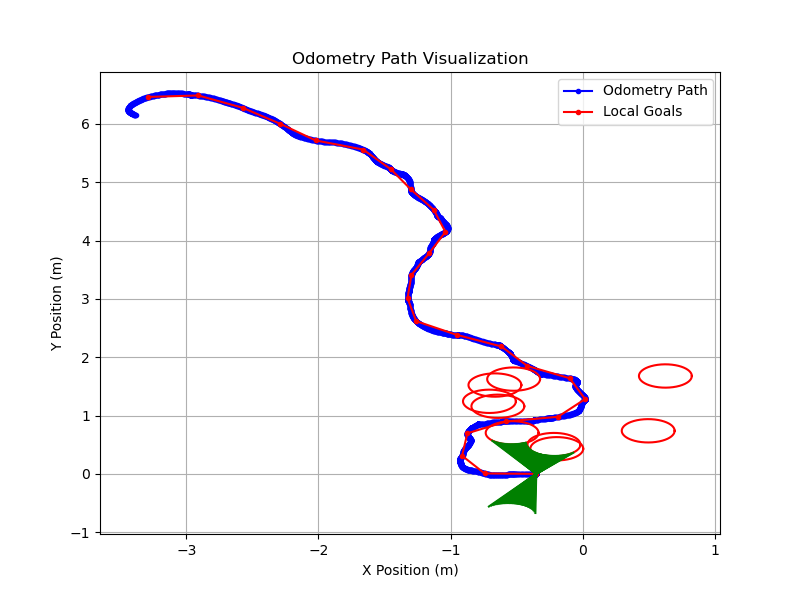 Odometry Path Visualization
Odometry Path
Local Goals
Y Position (m)
6
5
4
3
2
1
0
−1
−3
−2
−1
0
1
X Position (m)